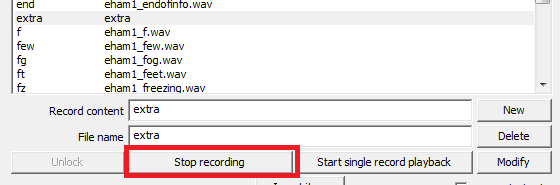 end eham1_endofinfo.wav
extra extra
f eham1_f.wav
few eham1_few.wav
fg eham1_fog.wav
ft eham1_feet.wav
fz eham1_freezing.wav
Record content extra New
File name extra Delete
Unlock Stop recording Start single record playback Modify